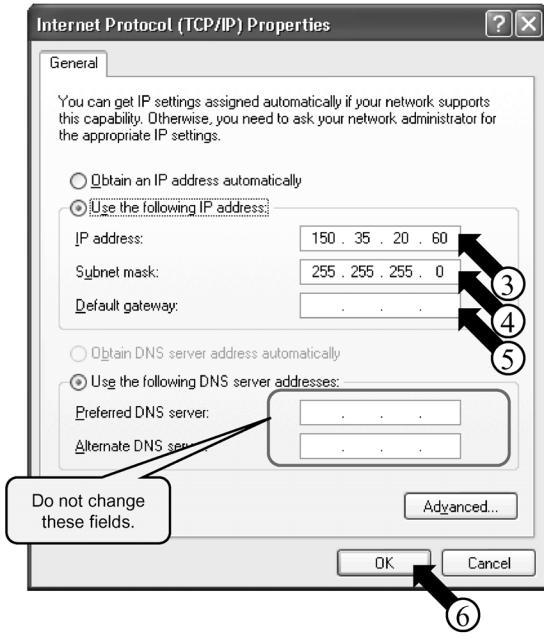 Internet Protocol (TCP/IP) Properties
General
You can get IP settings assigned automatically if your network supports
this capability. Otherwise, you need to ask your network administrator for
the appropriate IP settings.
Obtain an IP address automatically
Use the following IP address:
IP address: 150 . 35 . 20 . 60
3
Subnet mask: 255 . 255 . 255 . 0
4
Default gateway: . . .
5
Obtain DNS server address automatically
Use the following DNS server addresses:
Preferred DNS server: . . .
Alternate DNS . . .
Do not change
these fields.
Advanced...
OK Cancel
6